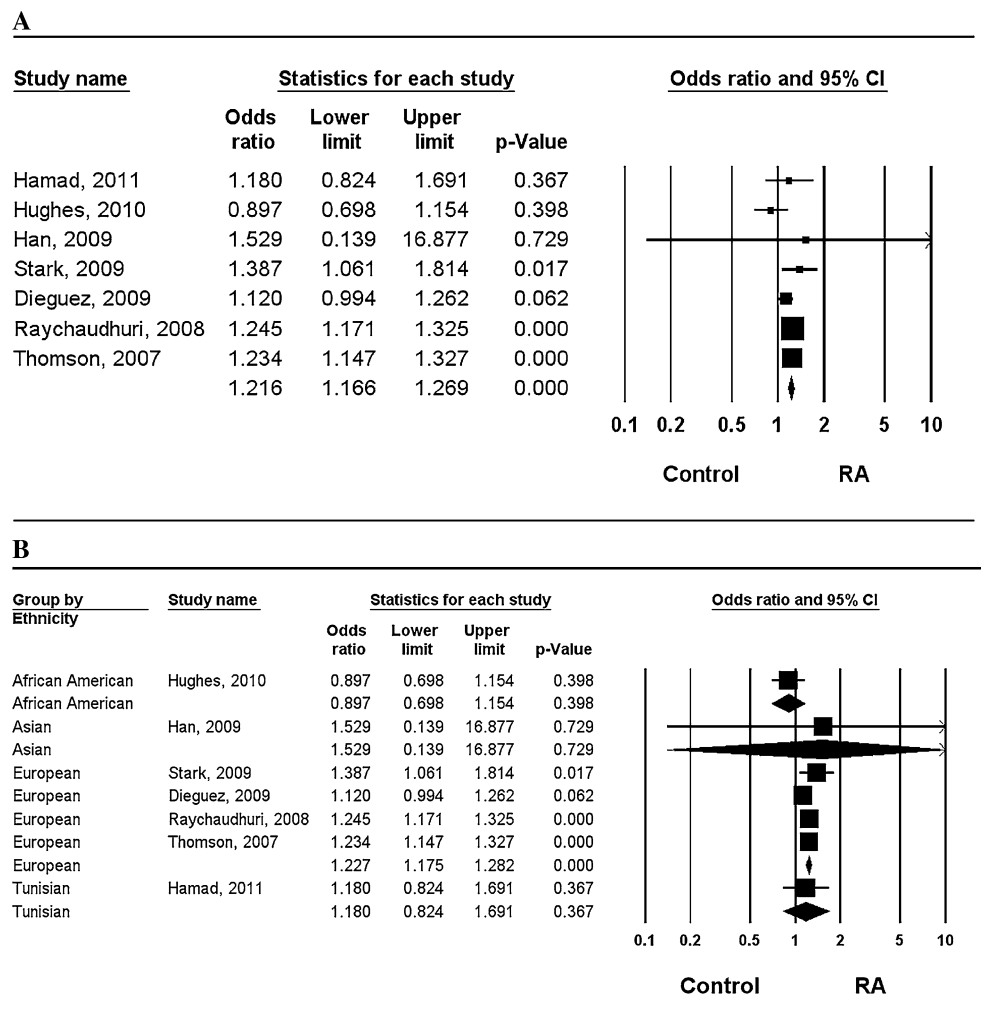 A
Study name Statistics for each study Odds ratio and 95% CI
Odds Lower Upper
ratio limit limit p-Value
Hamad, 2011 1.180 0.824 1.691 0.367
Hughes, 2010 0.897 0.698 1.154 0.398
Han, 2009 1.529 0.139 16.877 0.729
Stark, 2009 1.387 1.061 1.814 0.017
Dieguez, 2009 1.120 0.994 1.262 0.062
Raychaudhuri, 2008 1.245 1.171 1.325 0.000
Thomson, 2007 1.234 1.147 1.327 0.000
1.216 1.166 1.269 0.000
0.1 0.2 0.5 1 2 5 10
Control RA
B
Group by Study name Statistics for each study Odds ratio and 95% CI
Ethnicity
Odds Lower Upper
ratio limit limit p-Value
African American Hughes, 2010 0.897 0.698 1.154 0.398
African American 0.897 0.698 1.154 0.398
Asian Han, 2009 1.529 0.139 16.877 0.729
Asian 1.529 0.139 16.877 0.729
European Stark, 2009 1.387 1.061 1.814 0.017
European Dieguez, 2009 1.120 0.994 1.262 0.062
European Raychaudhuri, 2008 1.245 1.171 1.325 0.000
European Thomson, 2007 1.234 1.147 1.327 0.000
European 1.227 1.175 1.282 0.000
Tunisian Hamad, 2011 1.180 0.824 1.691 0.367
Tunisian 1.180 0.824 1.691 0.367
0.1 0.2 0.5 1 2 5 10
Control RA